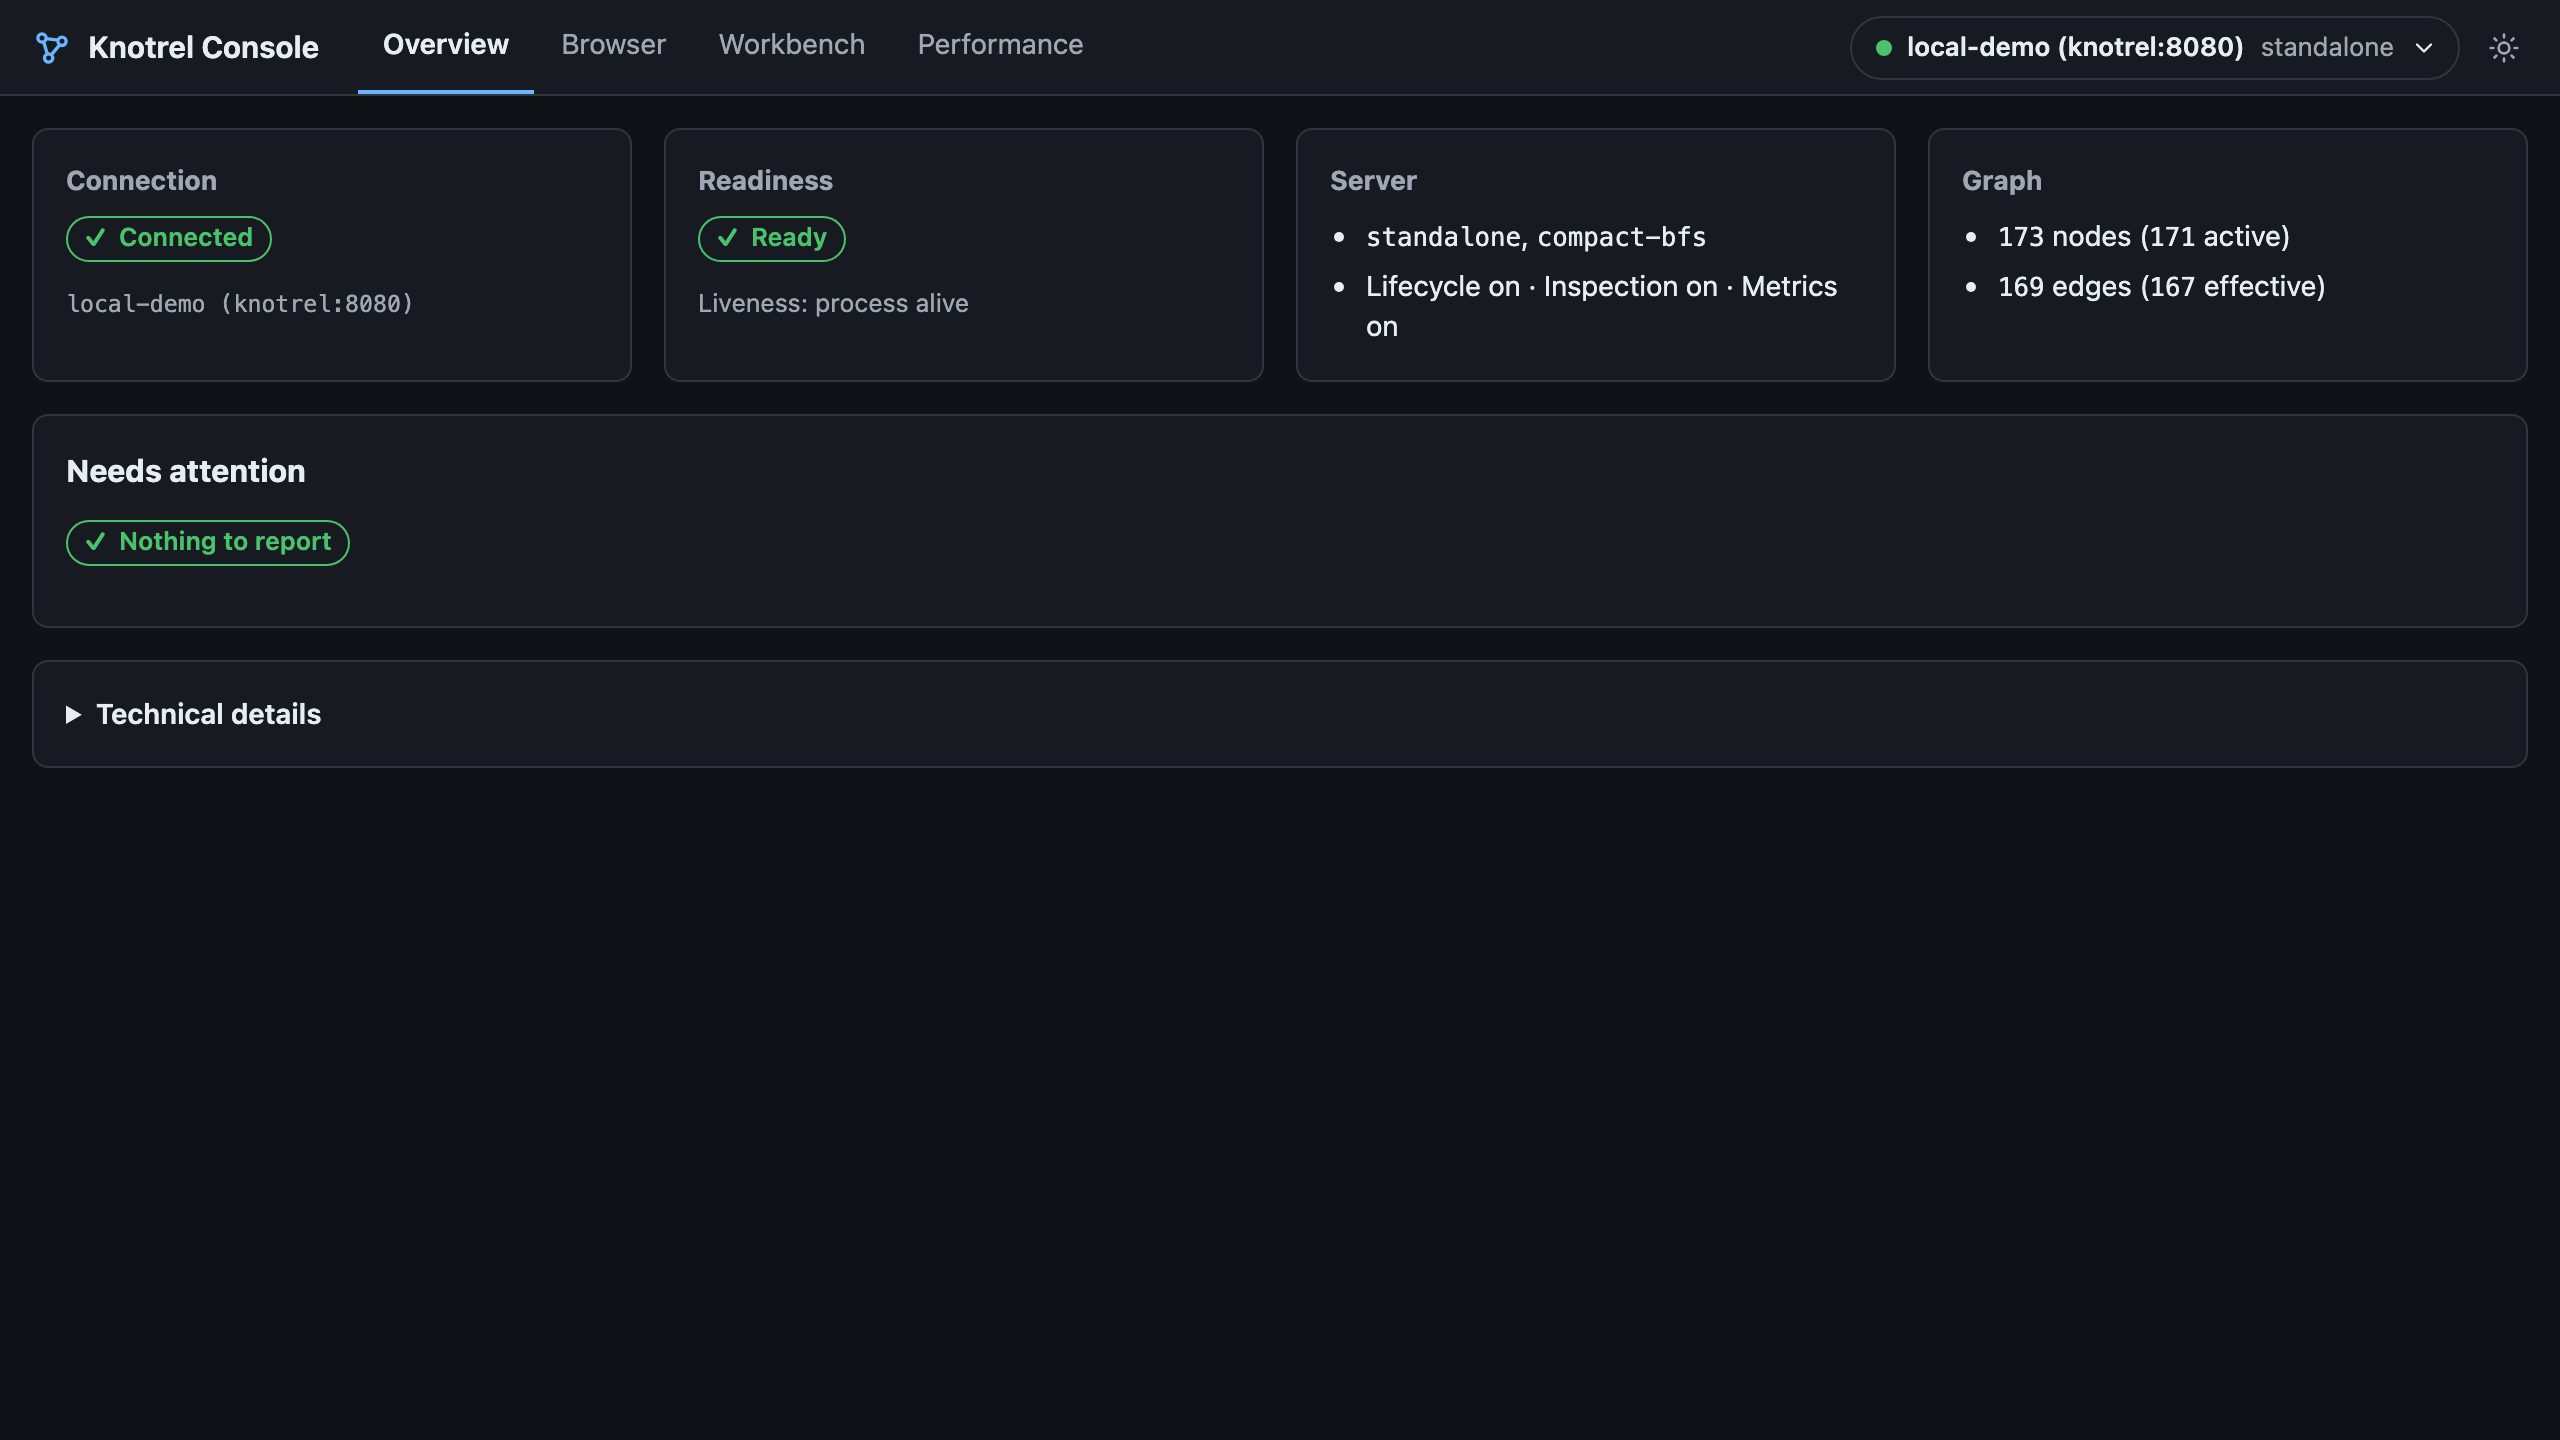 Knotrel Console
Overview
Browser
Workbench
Performance
local-demo (knotrel:8080) standalone
Connection
✓ Connected
local-demo (knotrel:8080)
Readiness
✓ Ready
Liveness: process alive
Server
• standalone, compact-bfs
• Lifecycle on · Inspection on · Metrics
on
Graph
• 173 nodes (171 active)
• 169 edges (167 effective)
Needs attention
✓ Nothing to report
▶ Technical details